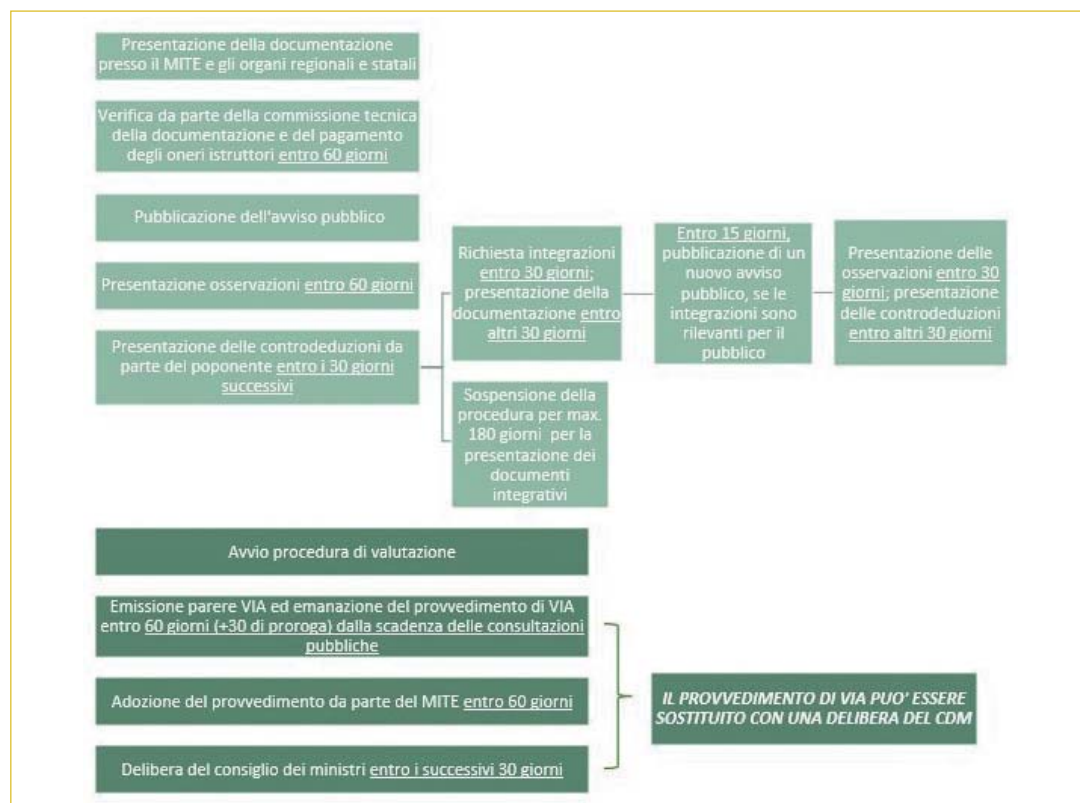 Presentazione della documentazione
presso il MITE e gli organi regionali e statali
Verifica da parte della commissione tecnica
della documentazione e del pagamento
degli oneri istruttori entro 60 giorni
Pubblicazione dell'avviso pubblico
Presentazione osservazioni entro 60 giorni
Presentazione delle controdeduzioni da
parte del poponente entro i 30 giorni
successivi
Richiesta integrazioni
entro 30 giorni;
presentazione della
documentazione entro
altri 30 giorni
Entro 15 giorni,
pubblicazione di un
nuovo avviso
pubblico, se le
integrazioni sono
rilevanti per il
pubblico
Presentazione delle
osservazioni entro 30
giorni; presentazione
delle controdeduzioni
entro altri 30 giorni
Sospensione della
procedura per max.
180 giorni per la
presentazione dei
documenti
integrativi
Avvio procedura di valutazione
Emissione parere VIA ed emanazione del provvedimento di VIA
entro 60 giorni (+30 di proroga) dalla scadenza delle consultazioni
pubbliche
Adozione del provvedimento da parte del MITE entro 60 giorni
Delibera del consiglio dei ministri entro i successivi 30 giorni
IL PROVVEDIMENTO DI VIA PUO' ESSERE
SOSTITUITO CON UNA DELIBERA DEL CDM